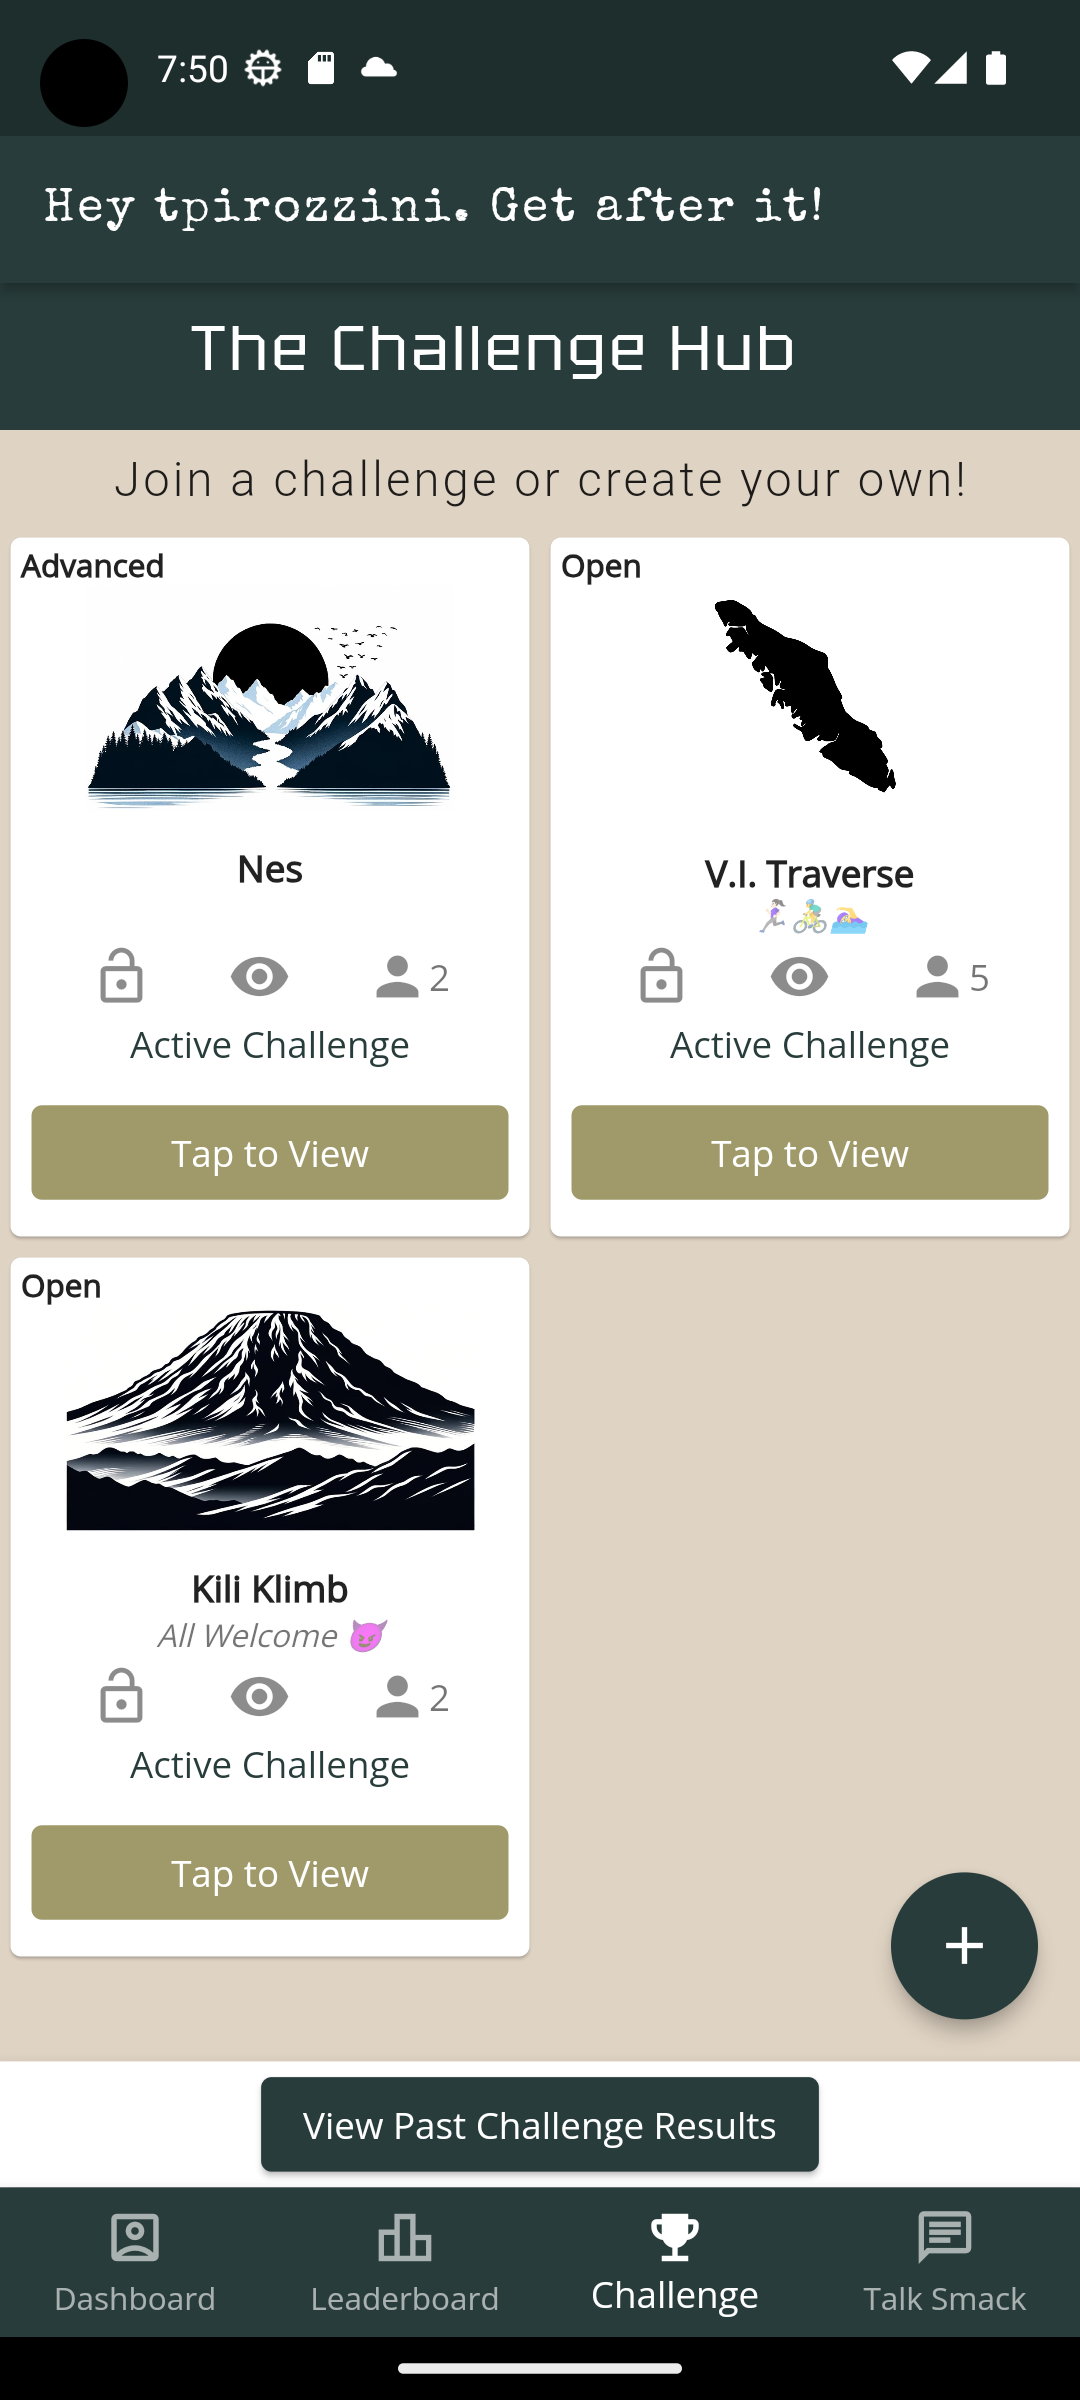 7:50
Hey tpirozzini. Get after it!
The Challenge Hub
Join a challenge or create your own!
Advanced
Nes
2
Active Challenge
Tap to View
Open
V.I. Traverse
🏃🏻‍♀️🚴🏼🏊
5
Active Challenge
Tap to View
Open
Kili Klimb
All Welcome 😈
2
Active Challenge
Tap to View
+
View Past Challenge Results
Dashboard
Leaderboard
Challenge
Talk Smack